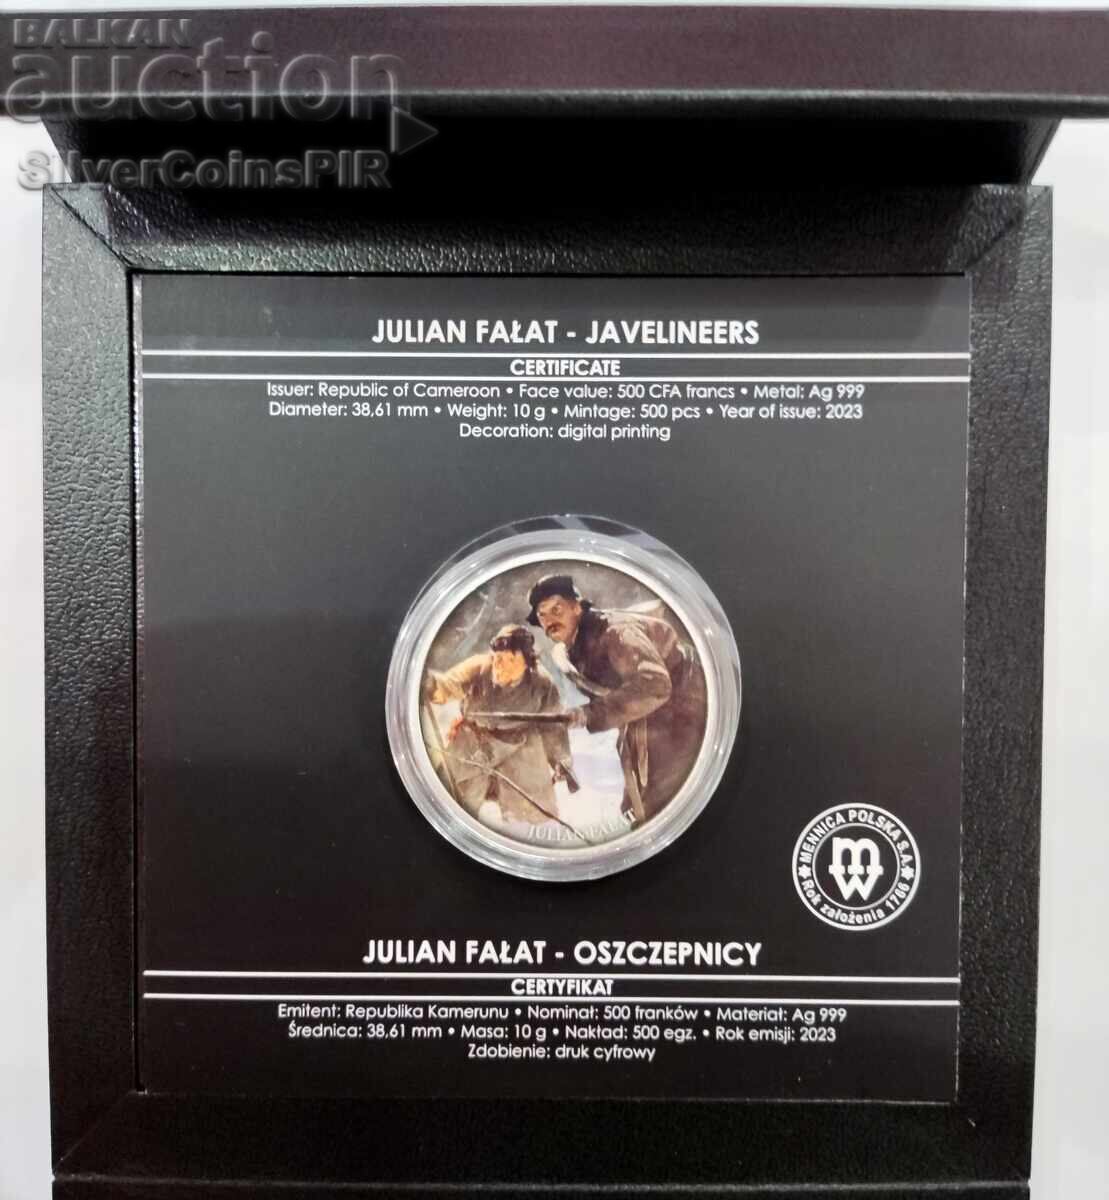 BALKAN
auction
SilverCoinsPIR
JULIAN FAŁAT - JAVELINEERS
CERTIFICATE
Issuer: Republic of Cameroon • Face value: 500 CFA francs • Metal: Ag 999
Diameter: 38,61 mm • Weight: 10 g • Mintage: 500 pcs • Year of issue: 2023
Decoration: digital printing
JULIAN FAŁAT
MENNICA POLSKA S.A.
mw
Rok założenia 1766
JULIAN FAŁAT - OSZCZEPNICY
CERTYFIKAT
Emitent: Republika Kamerunu • Nominał: 500 franków • Materiał: Ag 999
Średnica: 38,61 mm • Masa: 10 g • Nakład: 500 egz. • Rok emisji: 2023
Zdobienie: druk cyfrowy